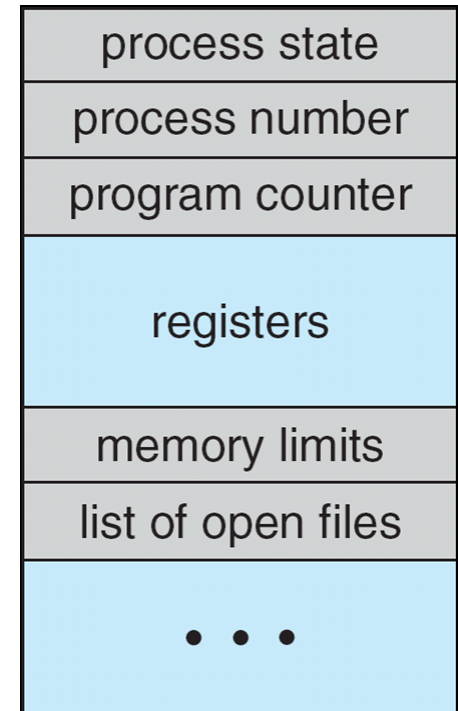 process state
process number
program counter
registers
memory limits
list of open files
• • •